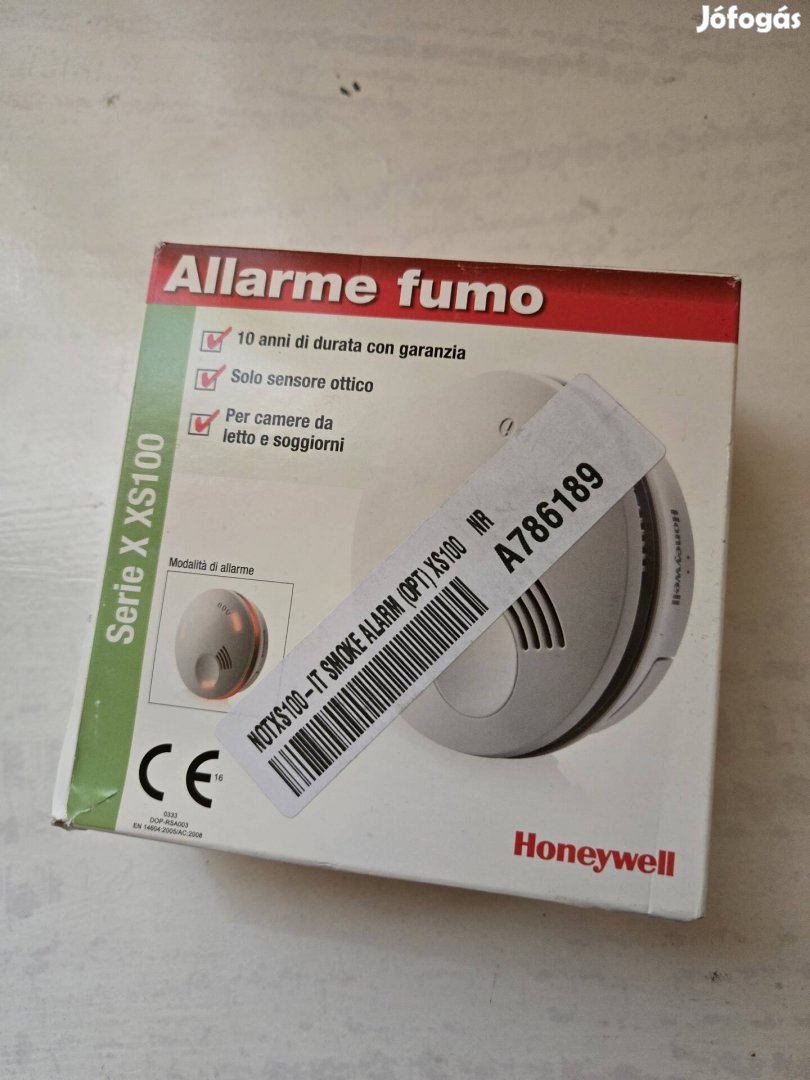 Jófogás
Allarme fumo
10 anni di durata con garanzia
Solo sensore ottico
Per camere da
letto e soggiorni
Serie X XS100
Modalità di allarme
NOTXS100-IT SMOKE ALARM (OPT) XS100 NR
A786189
Honeywell
CE 16
0333
DOP-RSA003
EN 14604:2005/AC:2008
Honeywell